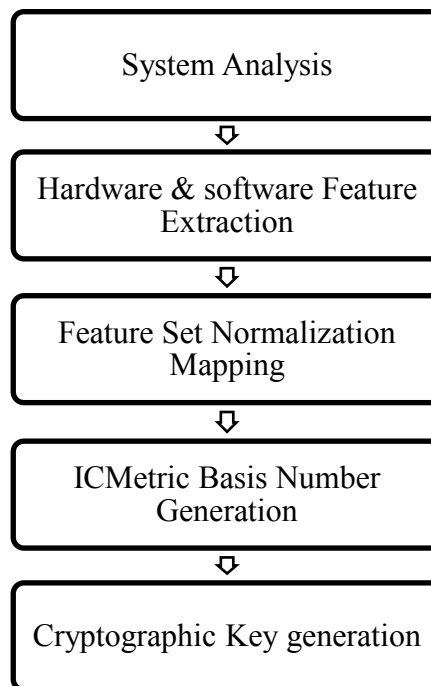 System Analysis
Hardware & software Feature
Extraction
Feature Set Normalization
Mapping
ICMetric Basis Number
Generation
Cryptographic Key generation